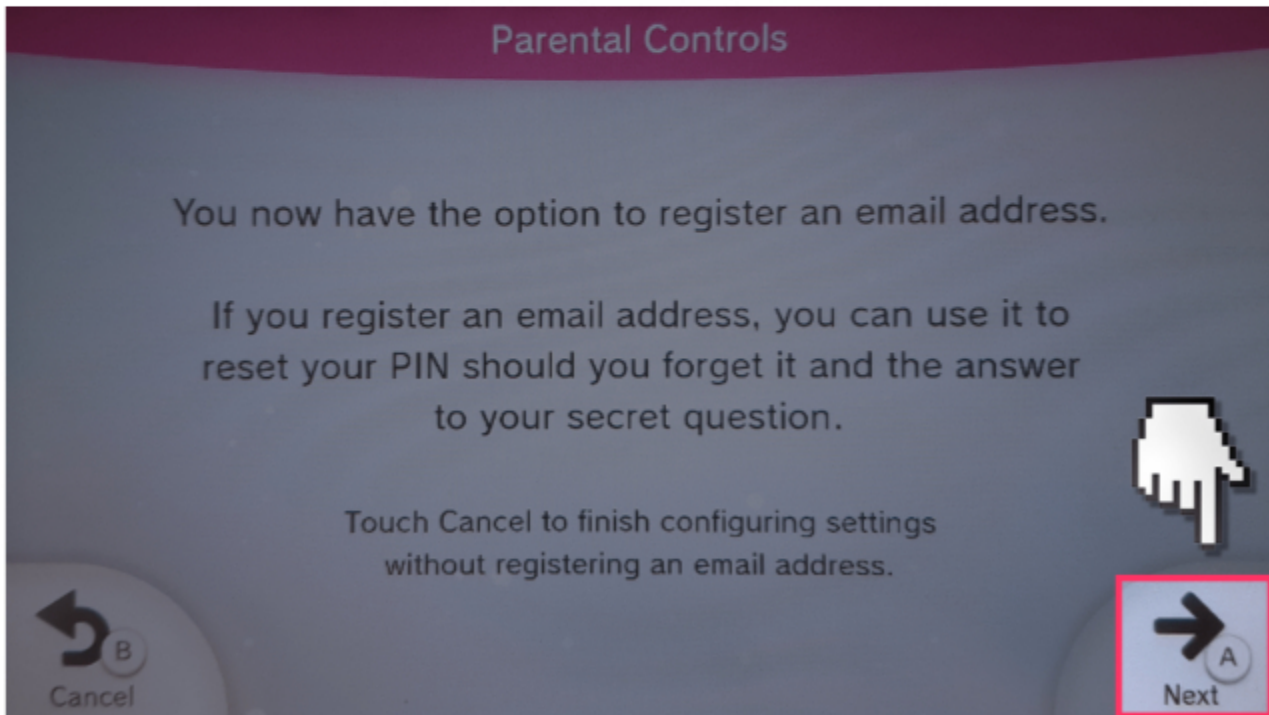 Parental Controls
You now have the option to register an email address.
If you register an email address, you can use it to
reset your PIN should you forget it and the answer
to your secret question.
Touch Cancel to finish configuring settings
without registering an email address.
B
Cancel
A
Next